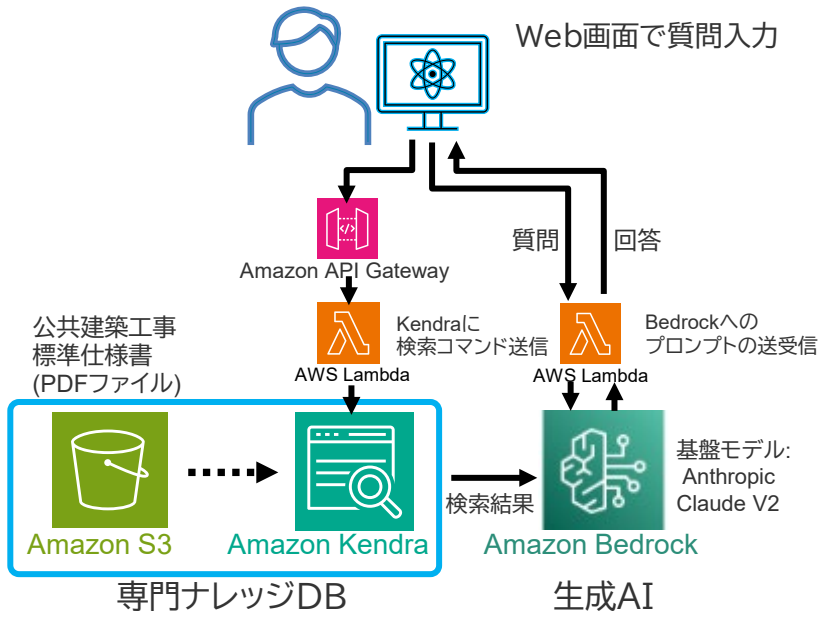 Web画面で質問入力
質問
回答
Amazon API Gateway
公共建築工事
標準仕様書
(PDFファイル)
Kendraに
検索コマンド送信
AWS Lambda
Bedrockへの
プロンプトの送受信
AWS Lambda
基盤モデル:
Anthropic
Claude V2
検索結果
Amazon S3
Amazon Kendra
Amazon Bedrock
専門ナレッジDB
生成AI